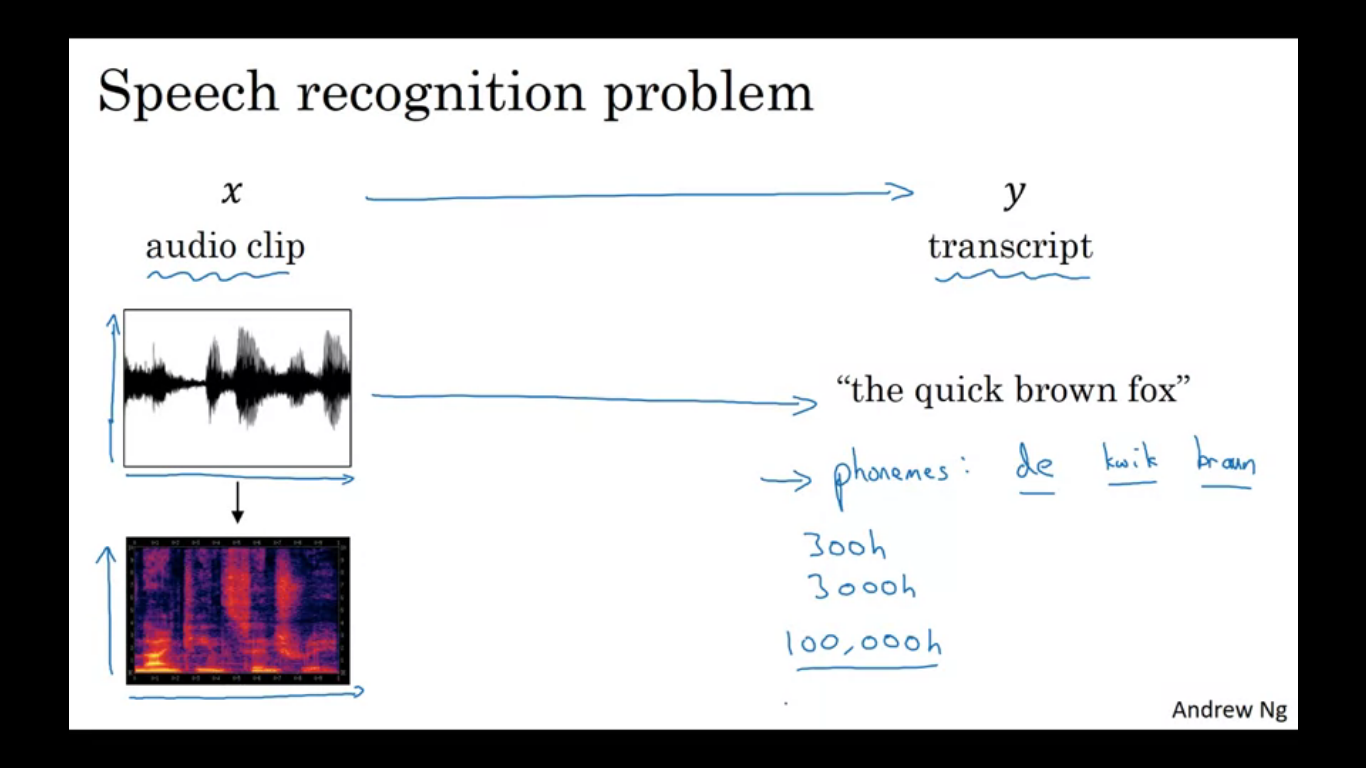 Speech recognition problem
x y
audio clip transcript
“the quick brown fox”
phonemes: de kwik braun
300h
3000h
100,000h
Andrew Ng